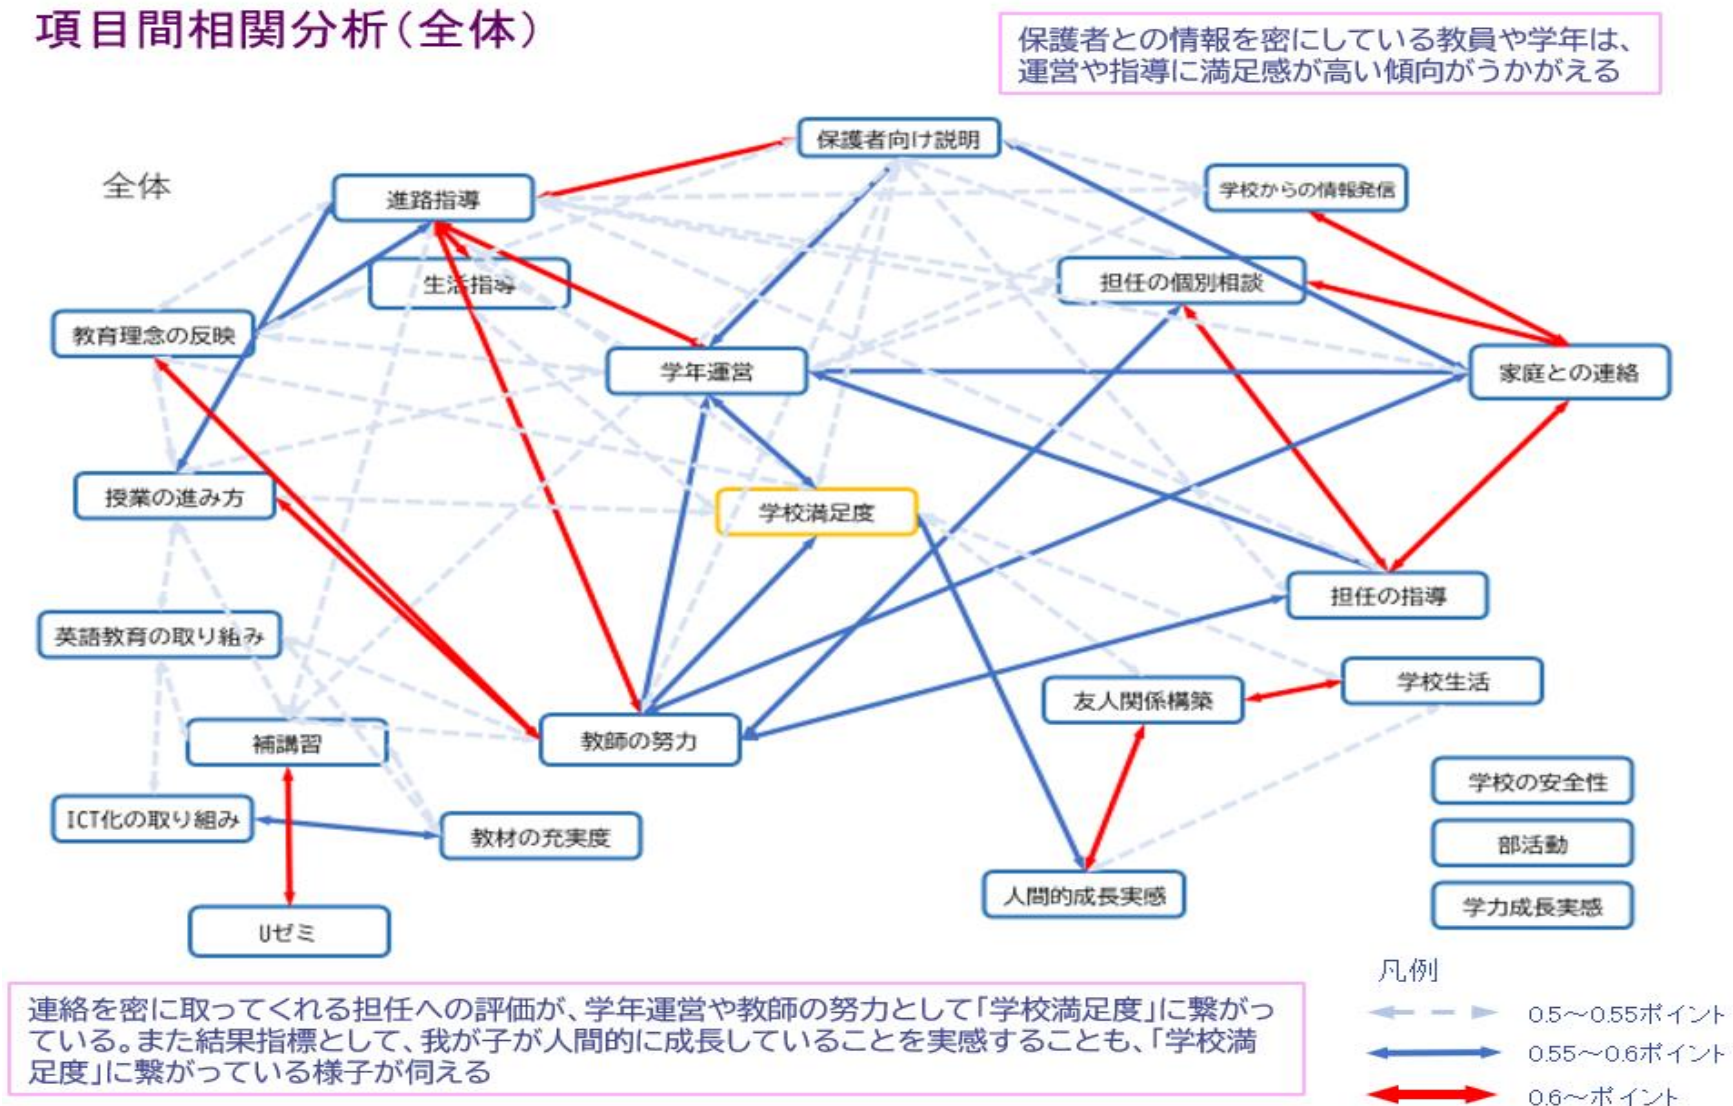 項目間相関分析(全体)
保護者との情報を密にしている教員や学年は、
運営や指導に満足感が高い傾向がうかがえる
全体
保護者向け説明
進路指導
学校からの情報発信
生活指導
担任の個別相談
教育理念の反映
学年運営
家庭との連絡
授業の進み方
学校満足度
担任の指導
英語教育の取り組み
友人関係構築
学校生活
補講習
教師の努力
学校の安全性
ICT化の取り組み
教材の充実度
部活動
人間的成長実感
学力成長実感
Uゼミ
凡例
連絡を密に取ってくれる担任への評価が、学年運営や教師の努力として「学校満足度」に繋がっ
ている。また結果指標として、我が子が人間的に成長していることを実感することも、「学校満
足度」に繋がっている様子が伺える
0.5～0.55ポイント
0.55～0.6ポイント
0.6～ポイント